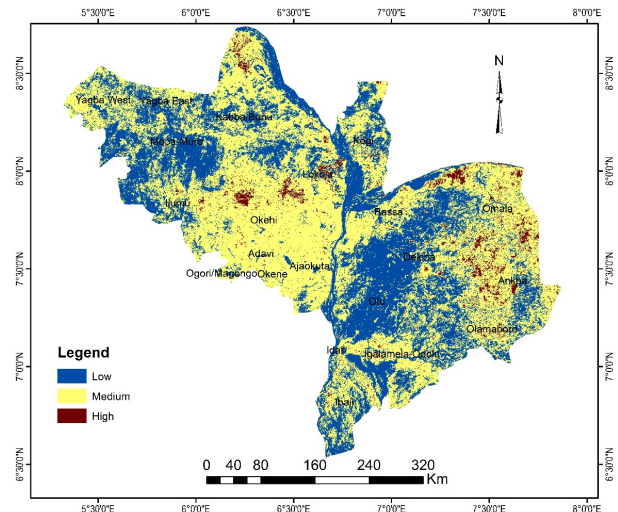 5°30'0"E 6°0'0"E 6°30'0"E 7°0'0"E 7°30'0"E 8°0'0"E
8°30'0"N 8°30'0"N
N
Yagba West Yagba East
Kabba-Bunu
Mopa-Muro Kogi
8°0'0"N 8°0'0"N
Lokoja
Ijumu
Bassa Omala
Okehi
Adavi Dekina
Ajaokuta
7°30'0"N 7°30'0"N
Ogori/Magongo Okene
Ankpa
Ofu
Olamaboro
Idah Igalamela-Odolu
Legend
7°0'0"N 7°0'0"N
Low
Medium
Ibaji
High
0 40 80 160 240 320
Km
6°30'0"N 6°30'0"N
5°30'0"E 6°0'0"E 6°30'0"E 7°0'0"E 7°30'0"E 8°0'0"E